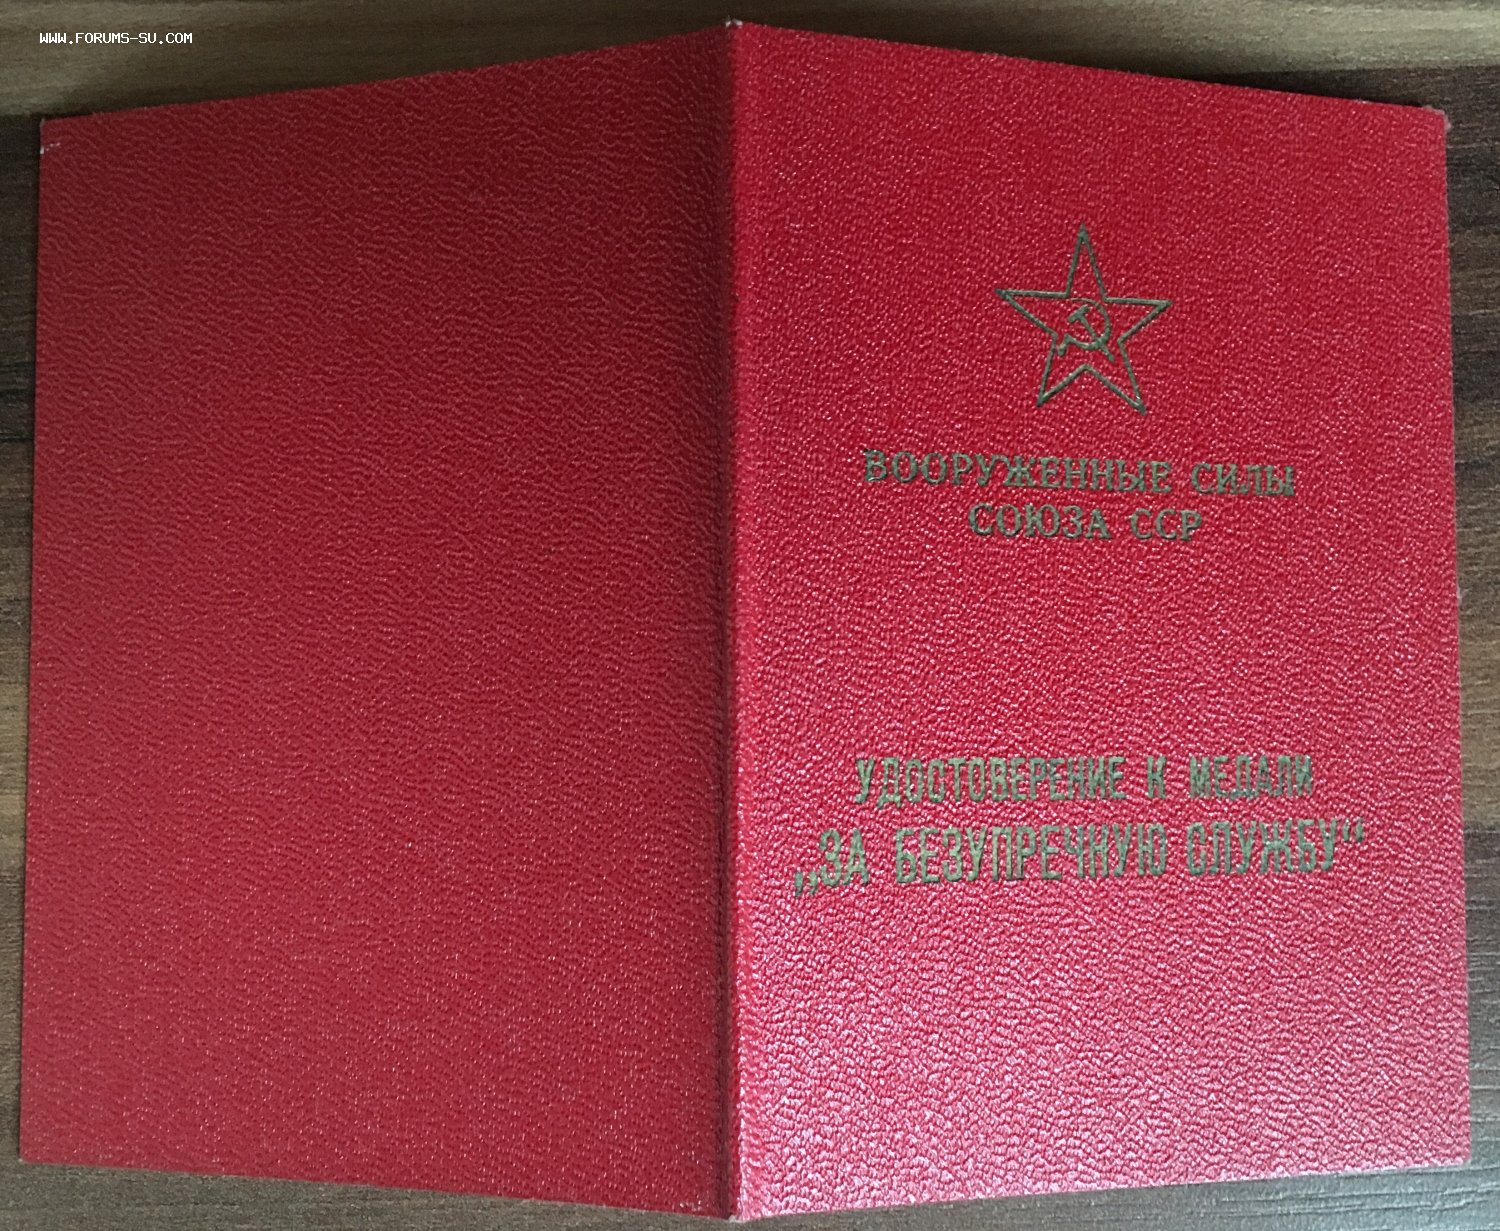 WWW.FORUMS-SU.COM
ВООРУЖЕННЫЕ СИЛЫ
СОЮЗА ССР
УДОСТОВЕРЕНИЕ К МЕДАЛИ
„ЗА БЕЗУПРЕЧНУЮ СЛУЖБУ“